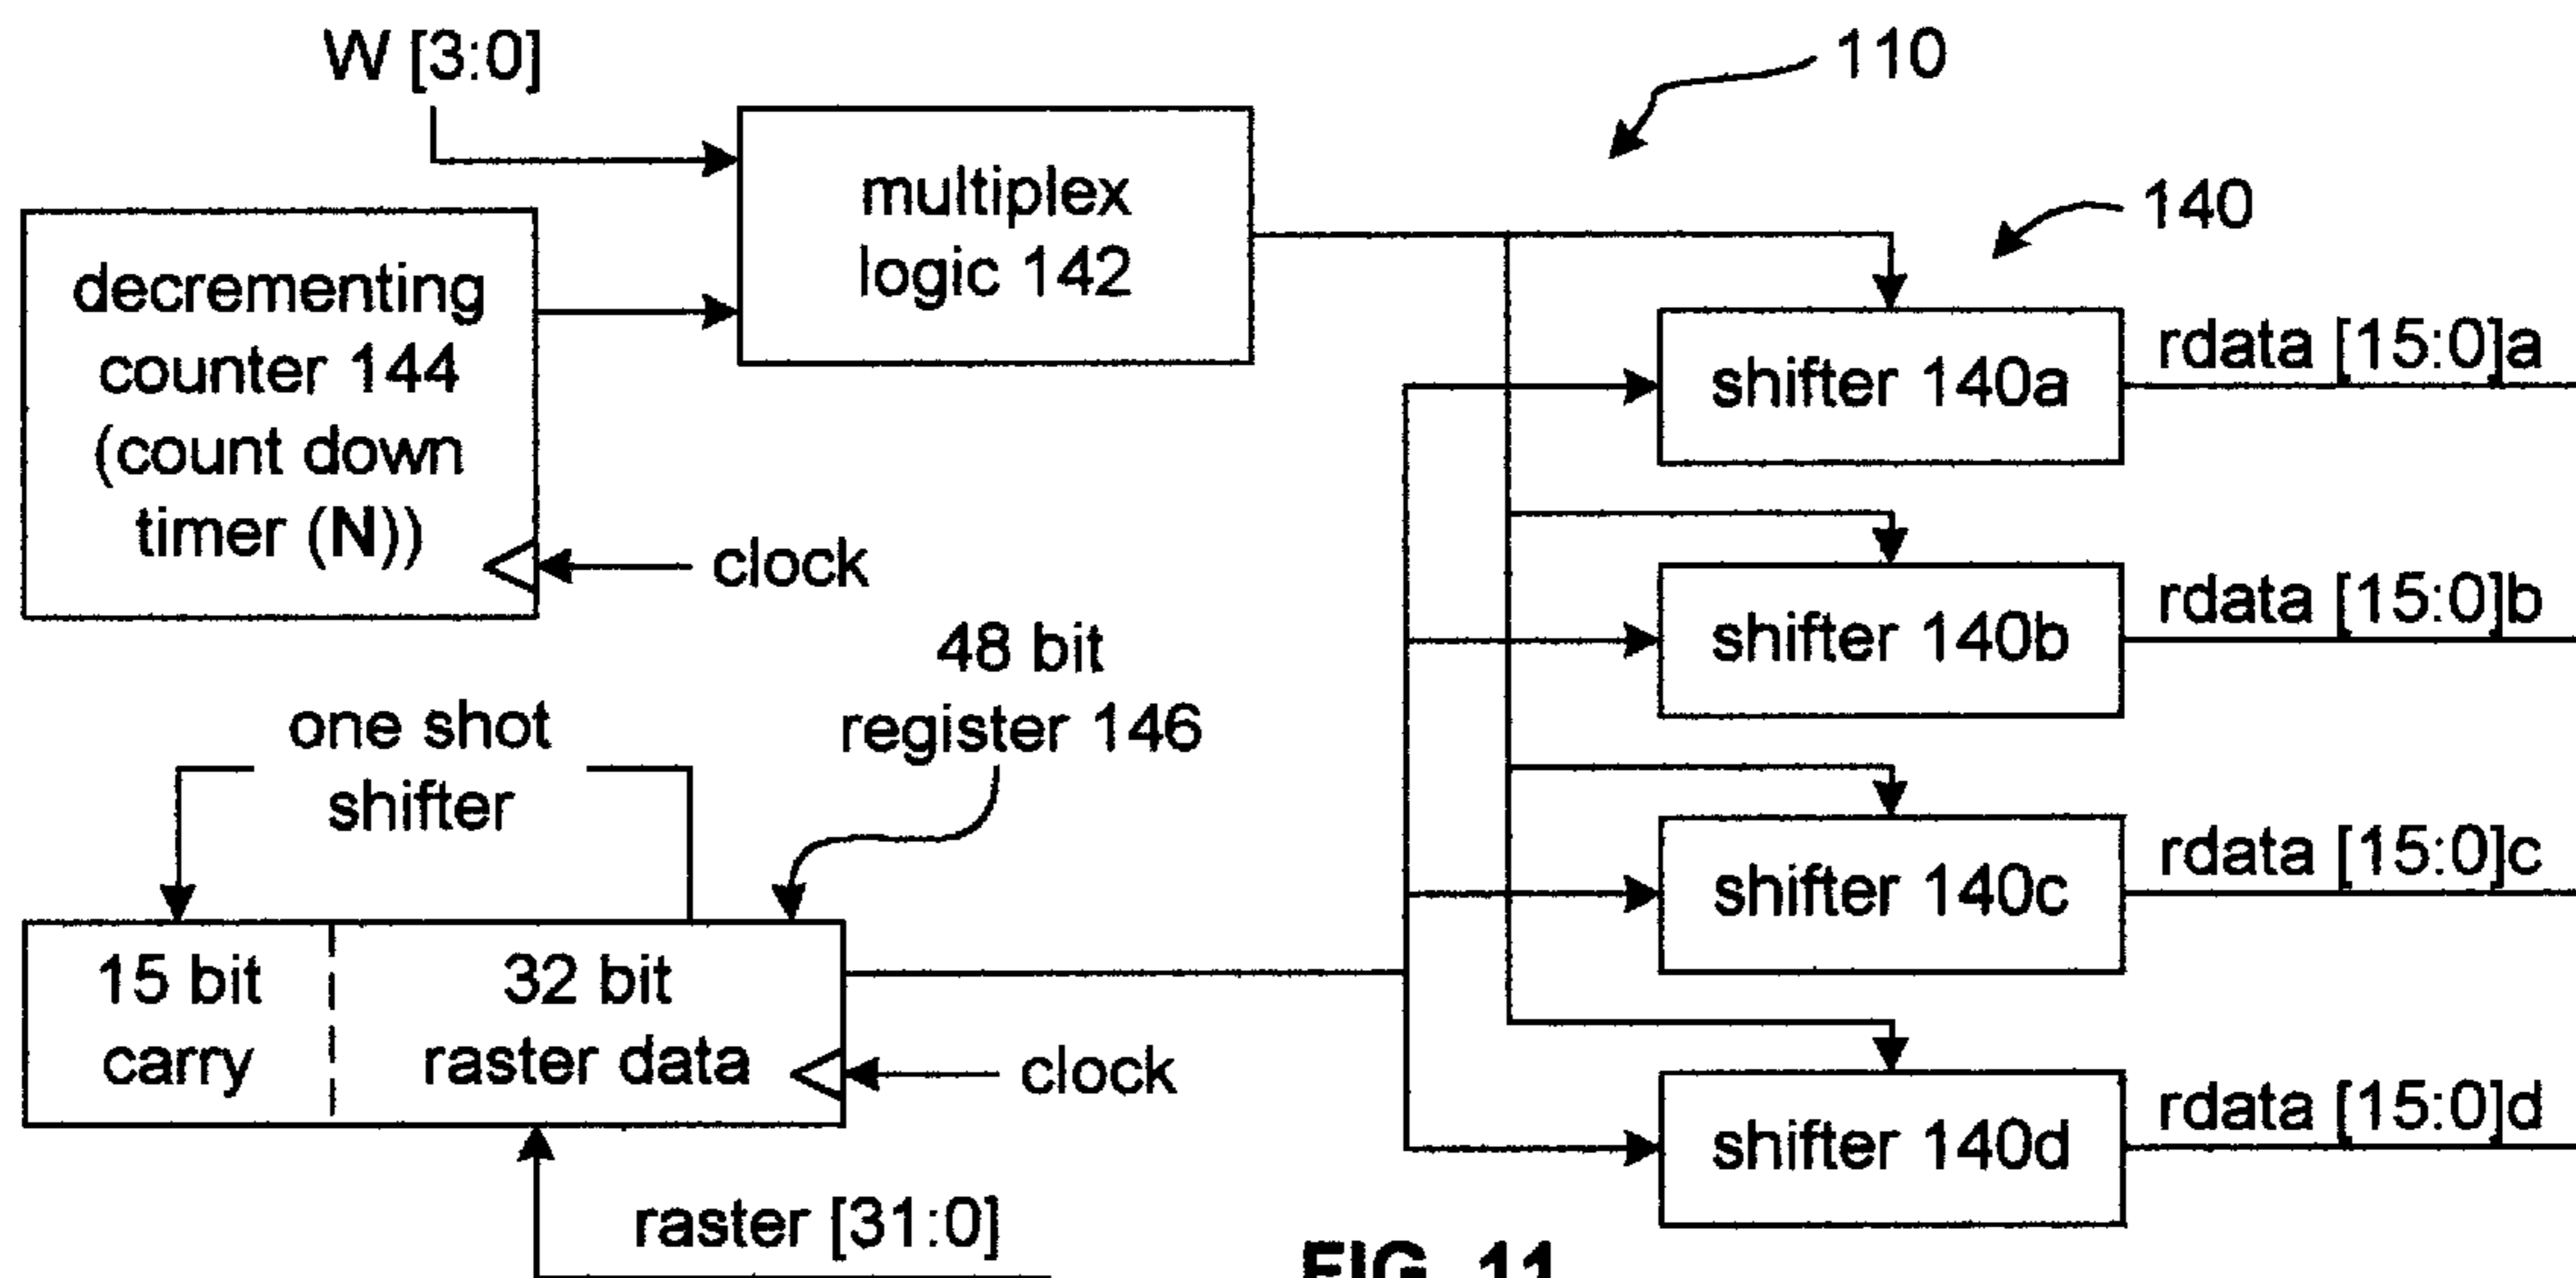 W [3:0]
110
multiplex
logic 142
140
decrementing
counter 144
(count down
timer (N))
clock
shifter 140a
rdata [15:0]a
shifter 140b
rdata [15:0]b
48 bit
register 146
one shot
shifter
shifter 140c
rdata [15:0]c
15 bit
carry
32 bit
raster data
clock
shifter 140d
rdata [15:0]d
raster [31:0]
FIG. 11